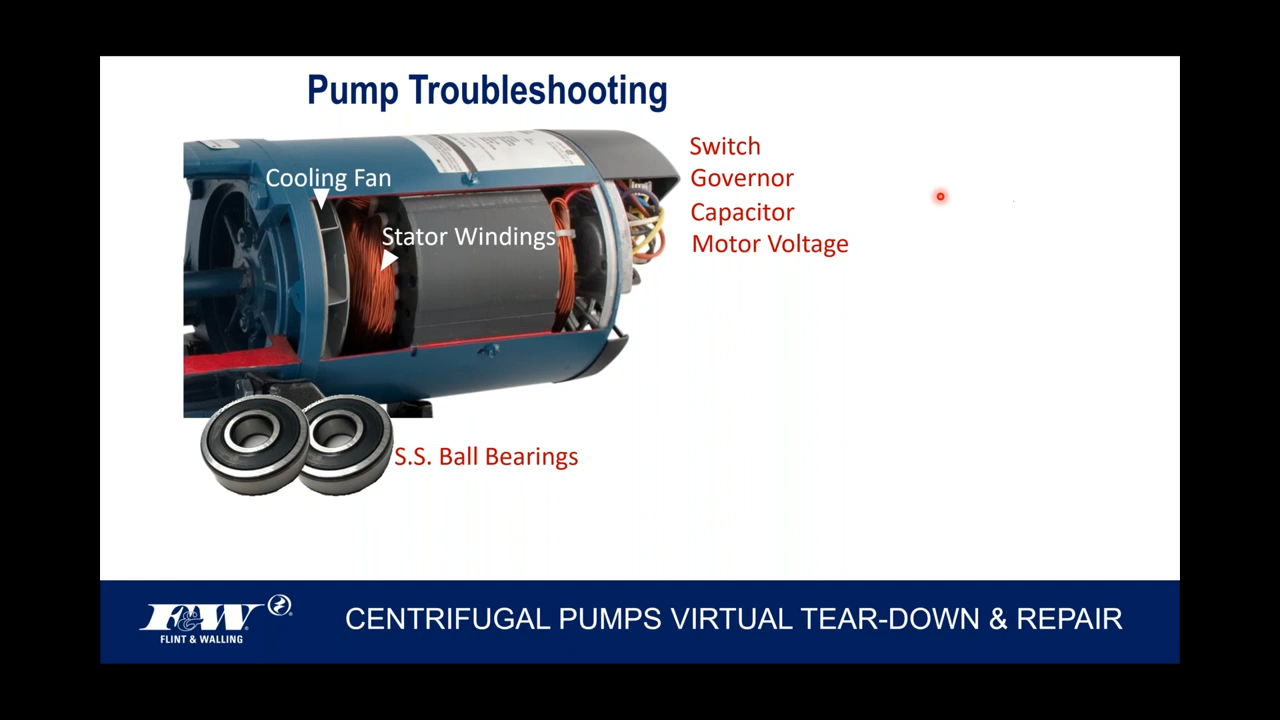 Pump Troubleshooting
Switch
Governor
Capacitor
Motor Voltage
Cooling Fan
Stator Windings
S.S. Ball Bearings
F&W
FLINT & WALLING
CENTRIFUGAL PUMPS VIRTUAL TEAR-DOWN & REPAIR